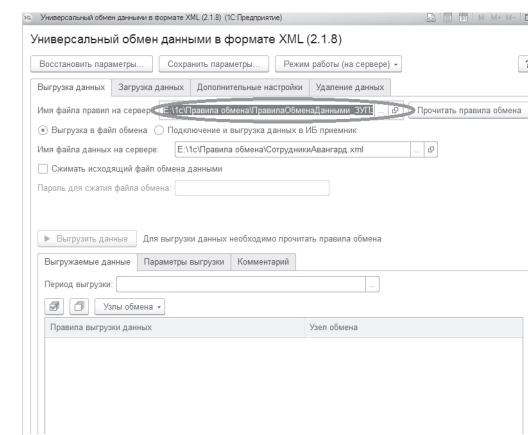 Универсальный обмен данными в формате XML (2.1.8) (1С:Предприятие) M M+ M-
Универсальный обмен данными в формате XML (2.1.8)
Восстановить параметры... Сохранить параметры... Режим работы (на сервере) ?
Выгрузка данных Загрузка данных Дополнительные настройки Удаление данных
Имя файла правил на сервере: E:\1c\Правила обмена\ПравилаОбменаДанными_ЗУП3 ... Прочитать правила обмена
Выгрузка в файл обмена Подключение и выгрузка данных в ИБ приемник
Имя файла данных на сервере: E:\1c\Правила обмена\СотрудникиАвангард.xml ...
Сжимать исходящий файл обмена данными
Пароль для сжатия файла обмена:
Выгрузить данные Для выгрузки данных необходимо прочитать правила обмена
Выгружаемые данные Параметры выгрузки Комментарий
Период выгрузки: ...
Узлы обмена
Правила выгрузки данных Узел обмена